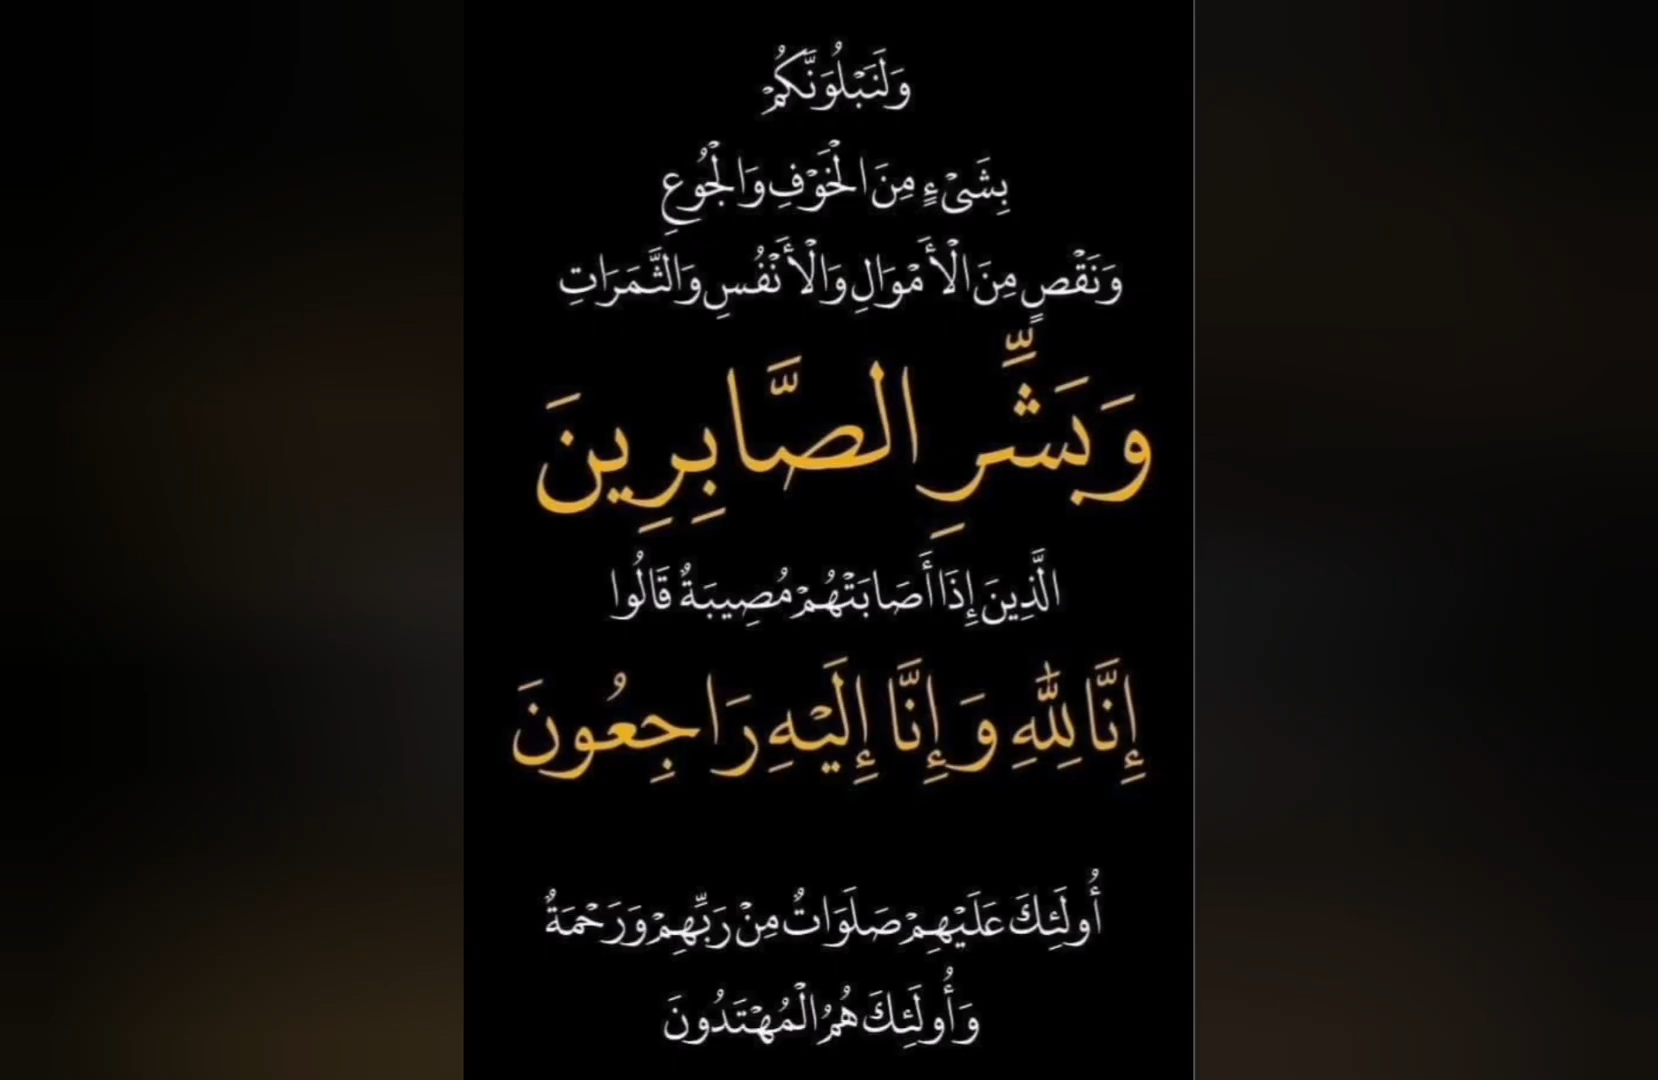 وَلَنَبْلُوَنَّكُمْ
بِشَىْءٍ مِنَ الْخَوْفِ وَالْجُوعِ
وَنَقْصٍ مِنَ الْأَمْوَالِ وَالْأَنْفُسِ وَالثَّمَرَاتِ
وَبَشِّرِ الصَّابِرِينَ
الَّذِينَ إِذَا أَصَابَتْهُمْ مُصِيبَةٌ قَالُوا
إِنَّا لِلّٰهِ وَإِنَّا إِلَيْهِ رَاجِعُونَ
أُولَئِكَ عَلَيْهِمْ صَلَوَاتٌ مِنْ رَبِّهِمْ وَرَحْمَةٌ
وَأُولَئِكَ هُمُ الْمُهْتَدُونَ